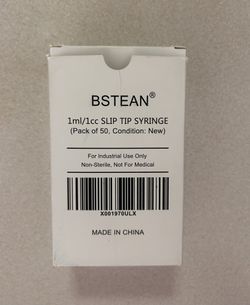 BSTEAN®
1ml/1cc SLIP TIP SYRINGE
(Pack of 50, Condition: New)
For Industrial Use Only
Non-Sterile, Not For Medical
X001970ULX
MADE IN CHINA